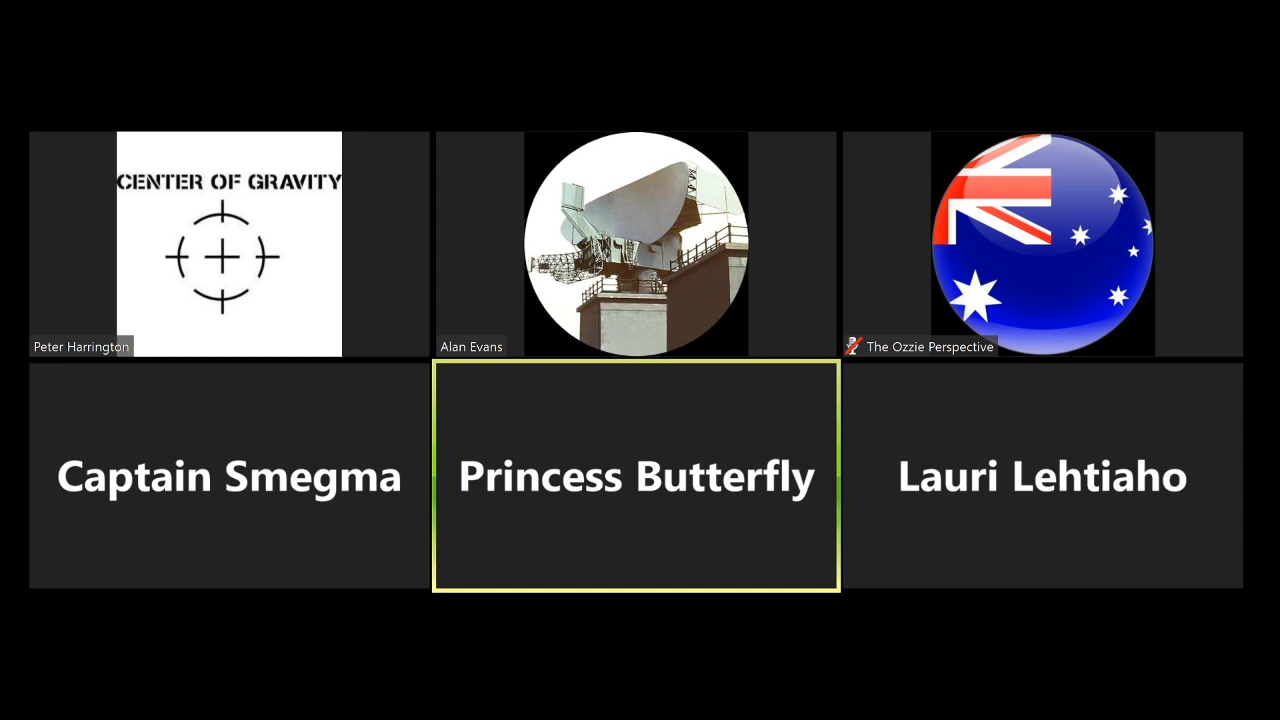 CENTER OF GRAVITY
Peter Harrington
Alan Evans
The Ozzie Perspective
Captain Smegma
Princess Butterfly
Lauri Lehtiaho